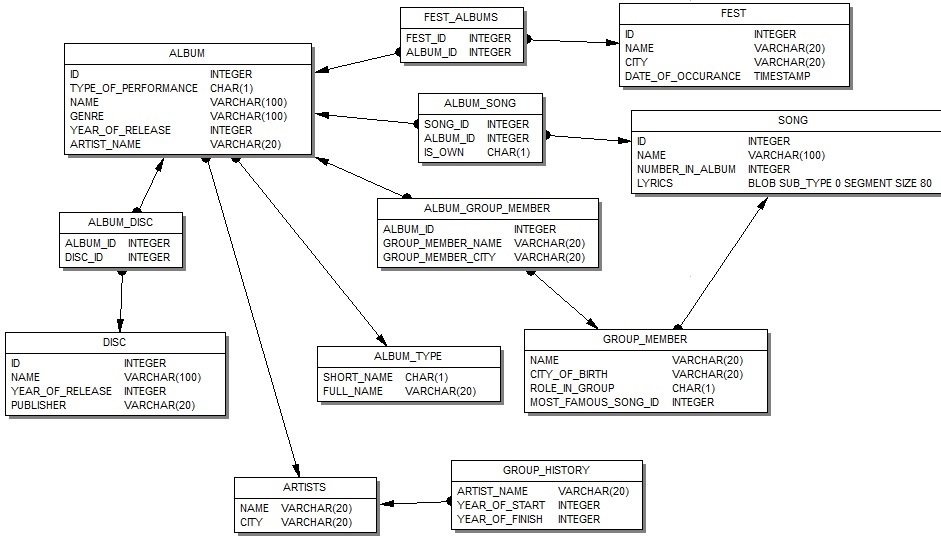 FEST_ALBUMS
FEST_ID INTEGER
ALBUM_ID INTEGER
FEST
ID INTEGER
NAME VARCHAR(20)
CITY VARCHAR(20)
DATE_OF_OCCURANCE TIMESTAMP
ALBUM
ID INTEGER
TYPE_OF_PERFORMANCE CHAR(1)
NAME VARCHAR(100)
GENRE VARCHAR(100)
YEAR_OF_RELEASE INTEGER
ARTIST_NAME VARCHAR(20)
ALBUM_SONG
SONG_ID INTEGER
ALBUM_ID INTEGER
IS_OWN CHAR(1)
SONG
ID INTEGER
NAME VARCHAR(100)
NUMBER_IN_ALBUM INTEGER
LYRICS BLOB SUB_TYPE 0 SEGMENT SIZE 80
ALBUM_GROUP_MEMBER
ALBUM_ID INTEGER
GROUP_MEMBER_NAME VARCHAR(20)
GROUP_MEMBER_CITY VARCHAR(20)
ALBUM_DISC
ALBUM_ID INTEGER
DISC_ID INTEGER
DISC
ID INTEGER
NAME VARCHAR(100)
YEAR_OF_RELEASE INTEGER
PUBLISHER VARCHAR(20)
ALBUM_TYPE
SHORT_NAME CHAR(1)
FULL_NAME VARCHAR(20)
GROUP_MEMBER
NAME VARCHAR(20)
CITY_OF_BIRTH VARCHAR(20)
ROLE_IN_GROUP CHAR(1)
MOST_FAMOUS_SONG_ID INTEGER
ARTISTS
NAME VARCHAR(20)
CITY VARCHAR(20)
GROUP_HISTORY
ARTIST_NAME VARCHAR(20)
YEAR_OF_START INTEGER
YEAR_OF_FINISH INTEGER